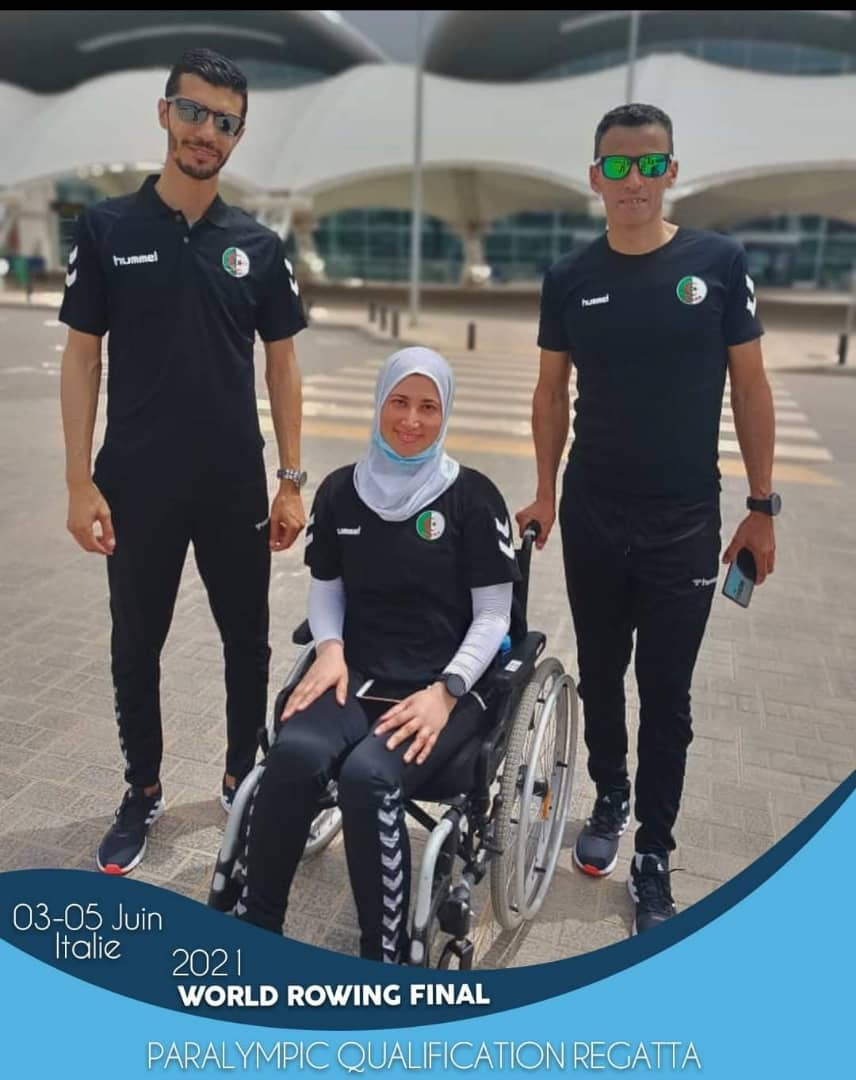 hummel
hummel
hummel
03-05 Juin
Italie
2021
WORLD ROWING FINAL
PARALYMPIC QUALIFICATION REGATTA